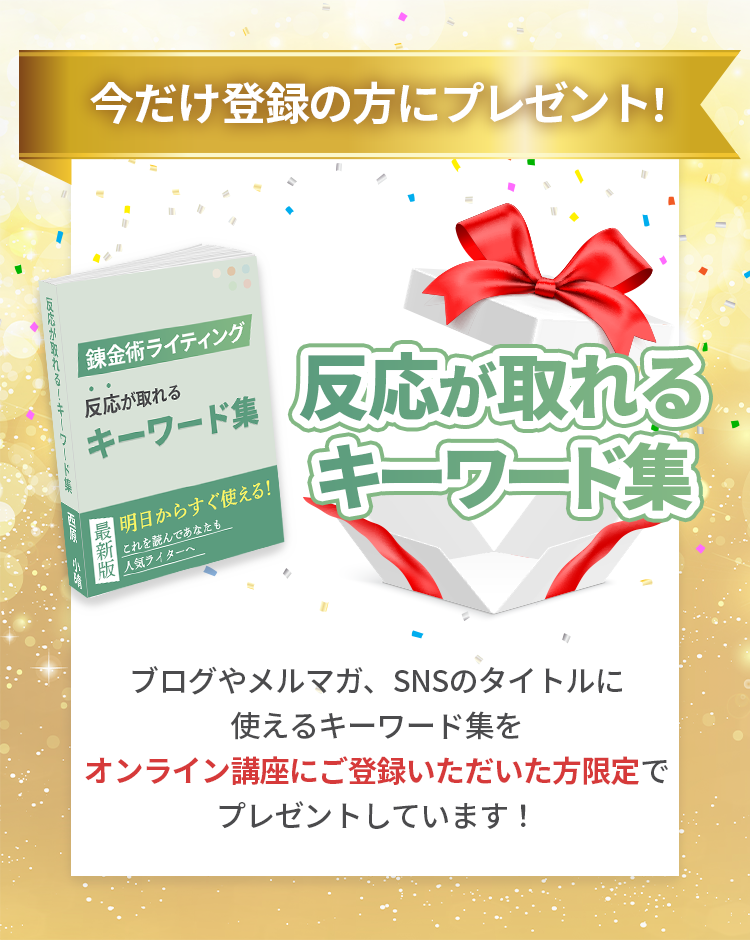 今だけ登録の方にプレゼント!
錬金術ライティング
反応が取れる
キーワード集
明日からすぐ使える!
最新版
これを読んであなたも
人気ライターへ
反応が取れる!キーワード集
西原 小晴
反応が取れる
キーワード集
ブログやメルマガ、SNSのタイトルに
使えるキーワード集を
オンライン講座にご登録いただいた方限定で
プレゼントしています!